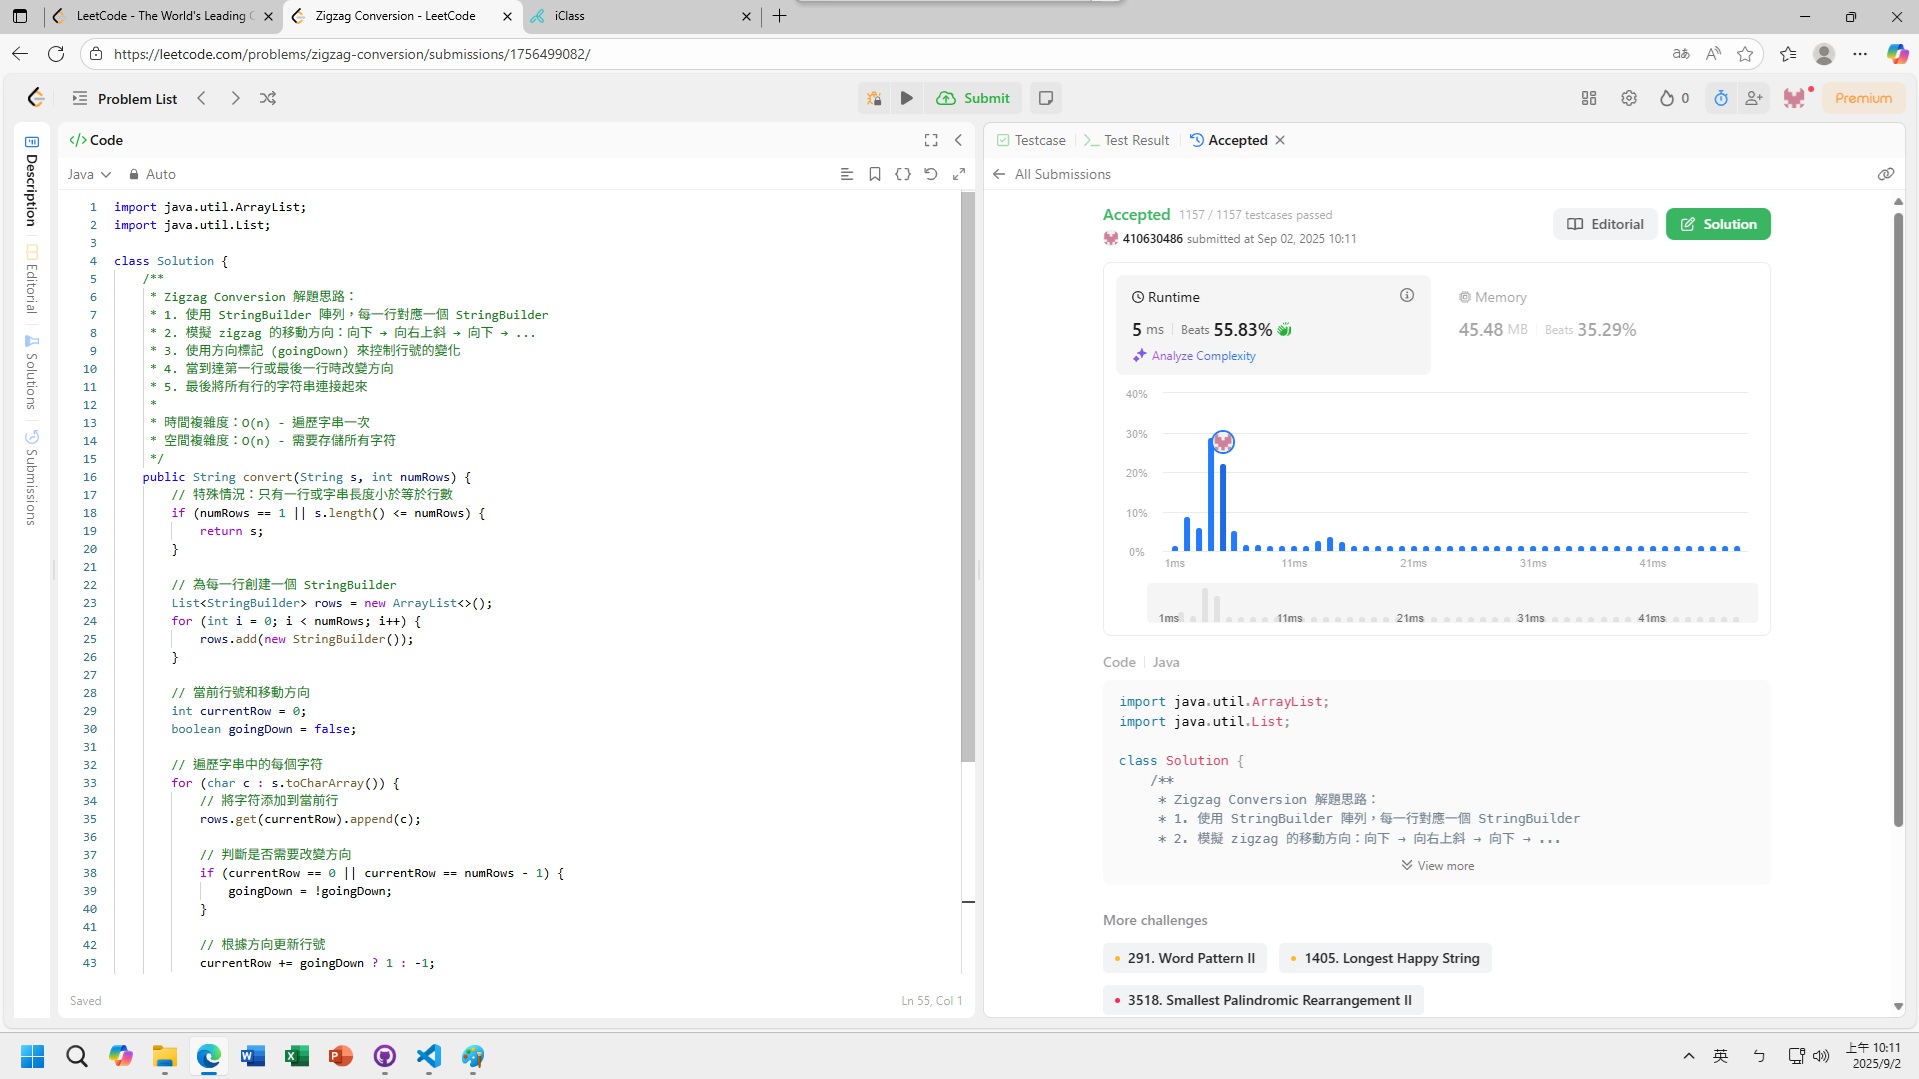 LeetCode - The World's Leading
Zigzag Conversion - LeetCode
iClass
https://leetcode.com/problems/zigzag-conversion/submissions/1756499082/
Problem List
Submit
0
Premium
Description
Editorial
Solutions
Submissions
</> Code
Java
Auto
1 import java.util.ArrayList;
2 import java.util.List;
3
4 class Solution {
5 /**
6 * Zigzag Conversion 解題思路：
7 * 1. 使用 StringBuilder 陣列，每一行對應一個 StringBuilder
8 * 2. 模擬 zigzag 的移動方向：向下 → 向右上斜 → 向下 → ...
9 * 3. 使用方向標記 (goingDown) 來控制行號的變化
10 * 4. 當到達第一行或最後一行時改變方向
11 * 5. 最後將所有行的字符串連接起來
12 *
13 * 時間複雜度：O(n) - 遍歷字串一次
14 * 空間複雜度：O(n) - 需要存儲所有字符
15 */
16 public String convert(String s, int numRows) {
17 // 特殊情況：只有一行或字串長度小於等於行數
18 if (numRows == 1 || s.length() <= numRows) {
19 return s;
20 }
21
22 // 為每一行創建一個 StringBuilder
23 List<StringBuilder> rows = new ArrayList<>();
24 for (int i = 0; i < numRows; i++) {
25 rows.add(new StringBuilder());
26 }
27
28 // 當前行號和移動方向
29 int currentRow = 0;
30 boolean goingDown = false;
31
32 // 遍歷字串中的每個字符
33 for (char c : s.toCharArray()) {
34 // 將字符添加到當前行
35 rows.get(currentRow).append(c);
36
37 // 判斷是否需要改變方向
38 if (currentRow == 0 || currentRow == numRows - 1) {
39 goingDown = !goingDown;
40 }
41
42 // 根據方向更新行號
43 currentRow += goingDown ? 1 : -1;
Saved
Ln 55, Col 1
Testcase
Test Result
Accepted
All Submissions
Accepted 1157 / 1157 testcases passed
410630486 submitted at Sep 02, 2025 10:11
Editorial
Solution
Runtime
5 ms Beats 55.83%
Analyze Complexity
Memory
45.48 MB Beats 35.29%
40%
30%
20%
10%
0%
1ms 11ms 21ms 31ms 41ms
1ms 11ms 21ms 31ms 41ms
Code Java
import java.util.ArrayList;
import java.util.List;
class Solution {
/**
* Zigzag Conversion 解題思路：
* 1. 使用 StringBuilder 陣列，每一行對應一個 StringBuilder
* 2. 模擬 zigzag 的移動方向：向下 → 向右上斜 → 向下 → ...
View more
More challenges
291. Word Pattern II
1405. Longest Happy String
3518. Smallest Palindromic Rearrangement II
英
ㄅ
上午 10:11
2025/9/2